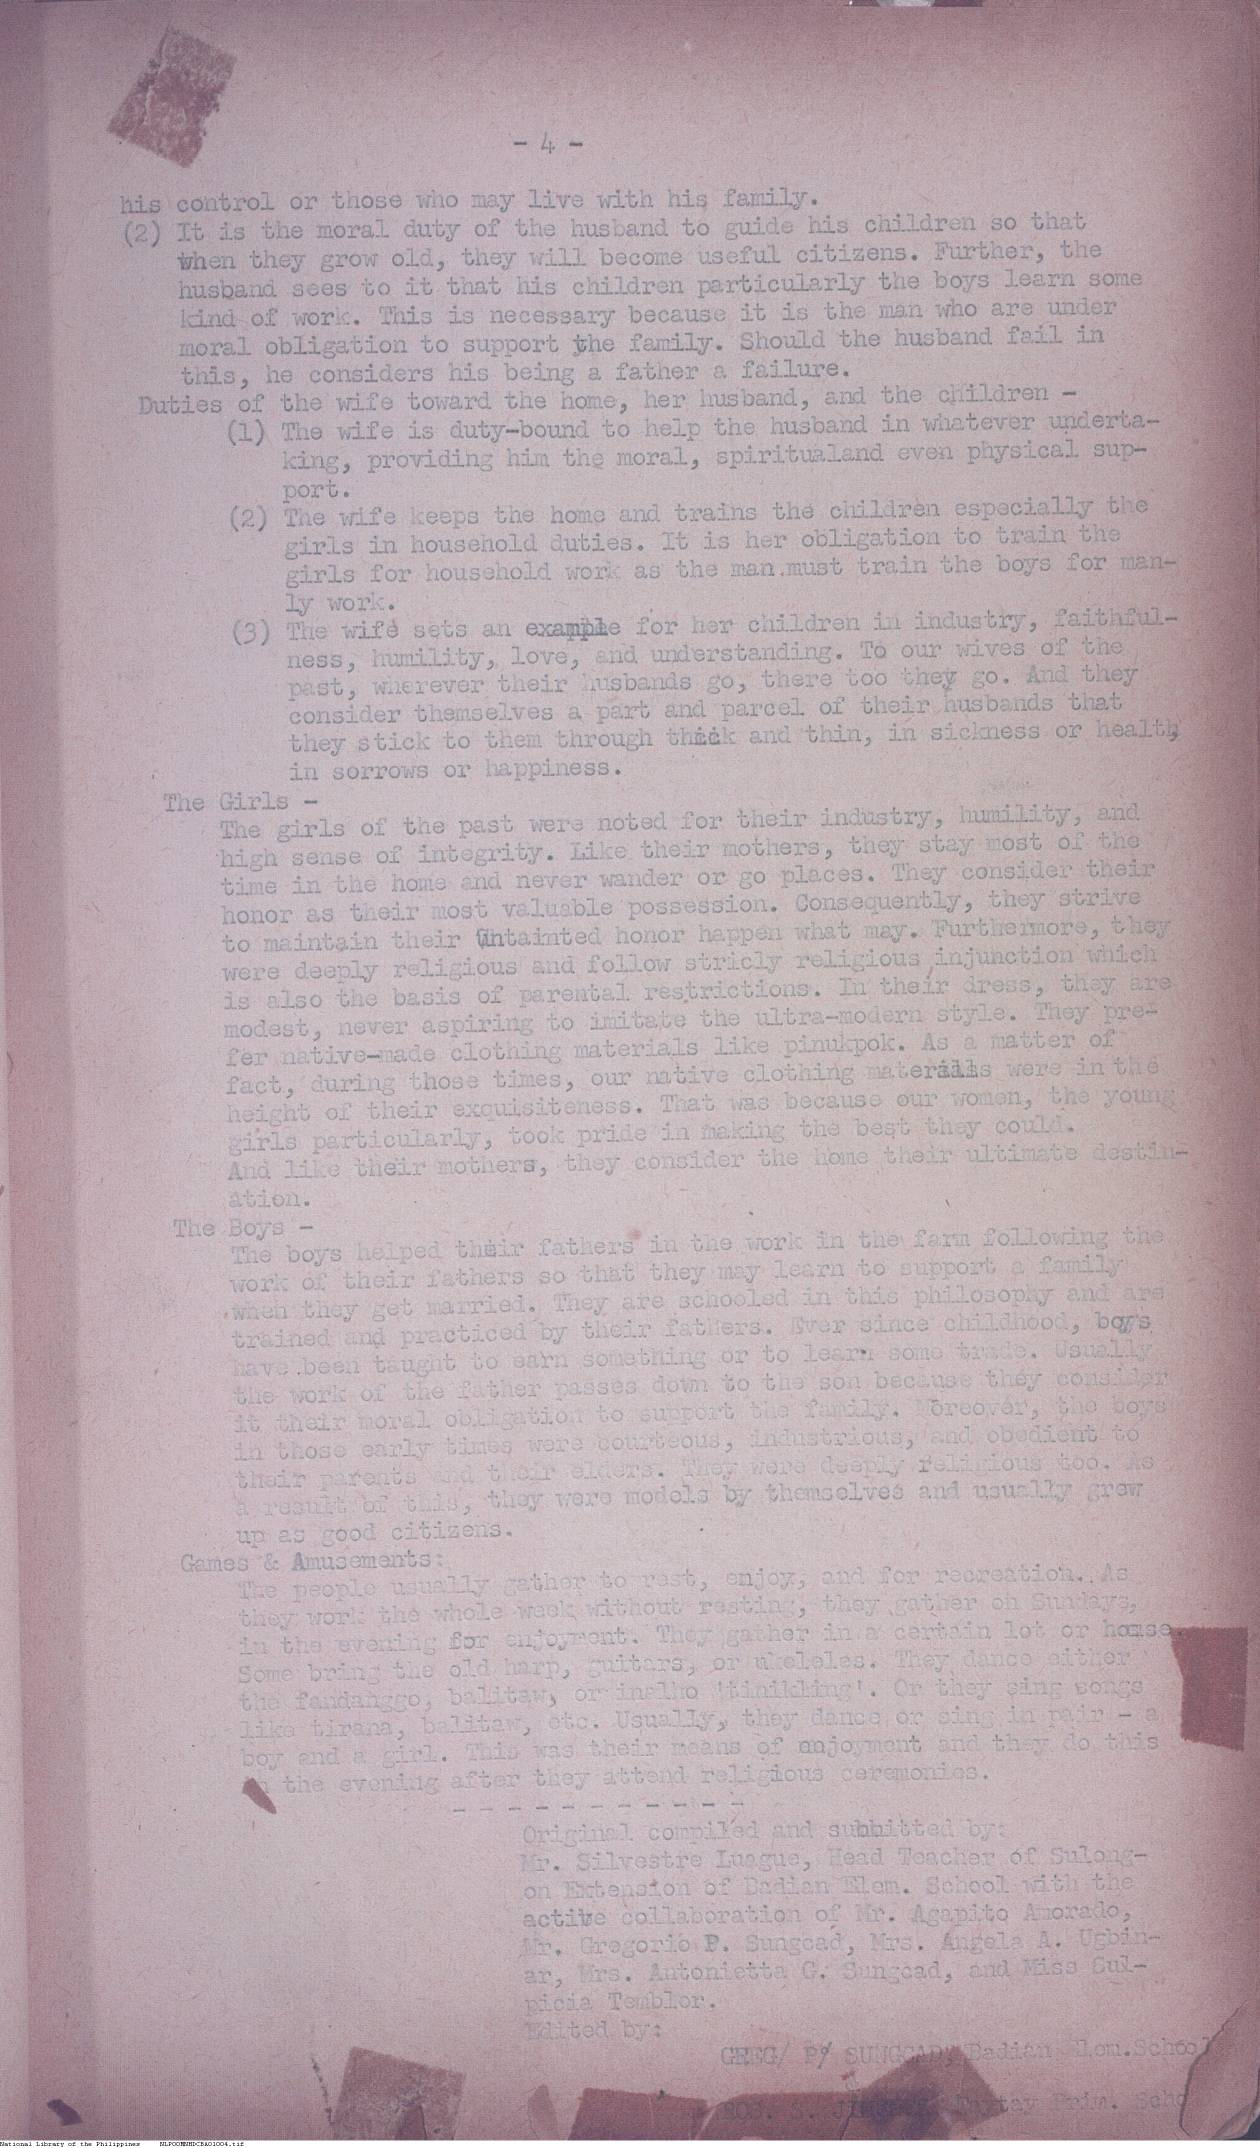 - 4 -
his control or those who may live with his family.
(2) It is the moral duty of the husband to guide his children so that
when they grow old, they will become useful citizens. Further, the
husband sees to it that his children particularly the boys learn some
kind of work. This is necessary because it is the man who are under
moral obligation to support the family. Should the husband fail in
this, he considers his being a father a failure.
Duties of the wife toward the home, her husband, and the children -
(1) The wife is duty-bound to help the husband in whatever underta-
king, providing him the moral, spiritualand even physical sup-
port.
(2) The wife keeps the home and trains the children especially the
girls in household duties. It is her obligation to train the
girls for household work as the man must train the boys for man-
ly work.
(3) The wife sets an example for her children in industry, faithful-
ness, humility, love, and understanding. To our wives of the
past, wherever their husbands go, there too they go. And they
consider themselves a part and parcel of their husbands that
they stick to them through thick and thin, in sickness or health
in sorrows or happiness.
The Girls -
The girls of the past were noted for their industry, humility, and
high sense of integrity. Like their mothers, they stay most of the
time in the home and never wander or go places. They consider their
honor as their most valuable possession. Consequently, they strive
to maintain their Untainted honor happen what may. Furthermore, they
were deeply religious and follow stricly religious injunction which
is also the basis of parental restrictions. In their dress, they are
modest, never aspiring to imitate the ultra-modern style. They pre-
fer native-made clothing materials like pinukpok. As a matter of
fact, during those times, our native clothing materials were in the
height of their exquisiteness. That was because our women, the young
girls particularly, took pride in making the best they could.
And like their mothers, they consider the home their ultimate destin-
ation.
The Boys -
The boys helped their fathers in the work in the farm following the
work of their fathers so that they may learn to support a family
when they get married. They are schooled in this philosophy and are
trained and practiced by their fathers. Ever since childhood, boys
have been taught to earn something or to learn some trade. Usually
the work of the father passes down to the son because they consider
it their moral obligation to support the family. Moreover, the boys
in those early times were courteous, industrious, and obedient to
their parents and their elders. They were deeply religious too. As
a result of this, they were models by themselves and usually grew
up as good citizens.
Games & Amusements:
The people usually gather to rest, enjoy, and for recreation. As
they work the whole week without resting, they gather on Sundays,
in the evening for enjoyment. They gather in a certain lot or house.
Some bring the old harp, guitars, or ukeleles. They dance either
the fandanggo, balitaw, or inalho 'tinikling'. Or they sing songs
like tirana, balitaw, etc. Usually, they dance or sing in pair - a
boy and a girl. This was their means of enjoyment and they do this
the evening after they attend religious ceremonies.
- - - - - - - - - - -
Original compiled and submitted by:
Mr. Silvestre Luague, Head Teacher of Sulong-
on Extension of Badian Elem. School with the
active collaboration of Mr. Agapito Amorado,
Mr. Gregorio P. Sungcad, Mrs. Angela A. Ugbin-
ar, Mrs. Antonietta G. Sungcad, and Miss Sul-
picia Temblor.
Edited by:
GREG/ P/ SUNGCAD, Badian Elem.School
S. Prim. Scho
National Library of the Philippines NLPOOMNHDCBA01004.tif